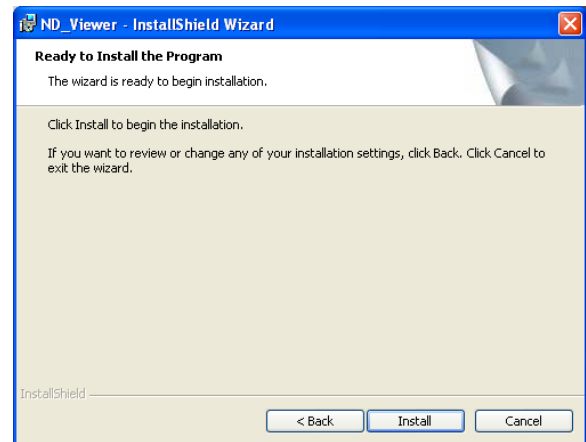 ND_Viewer - InstallShield Wizard
Ready to Install the Program
The wizard is ready to begin installation.
Click Install to begin the installation.
If you want to review or change any of your installation settings, click Back. Click Cancel to
exit the wizard.
InstallShield
< Back Install Cancel